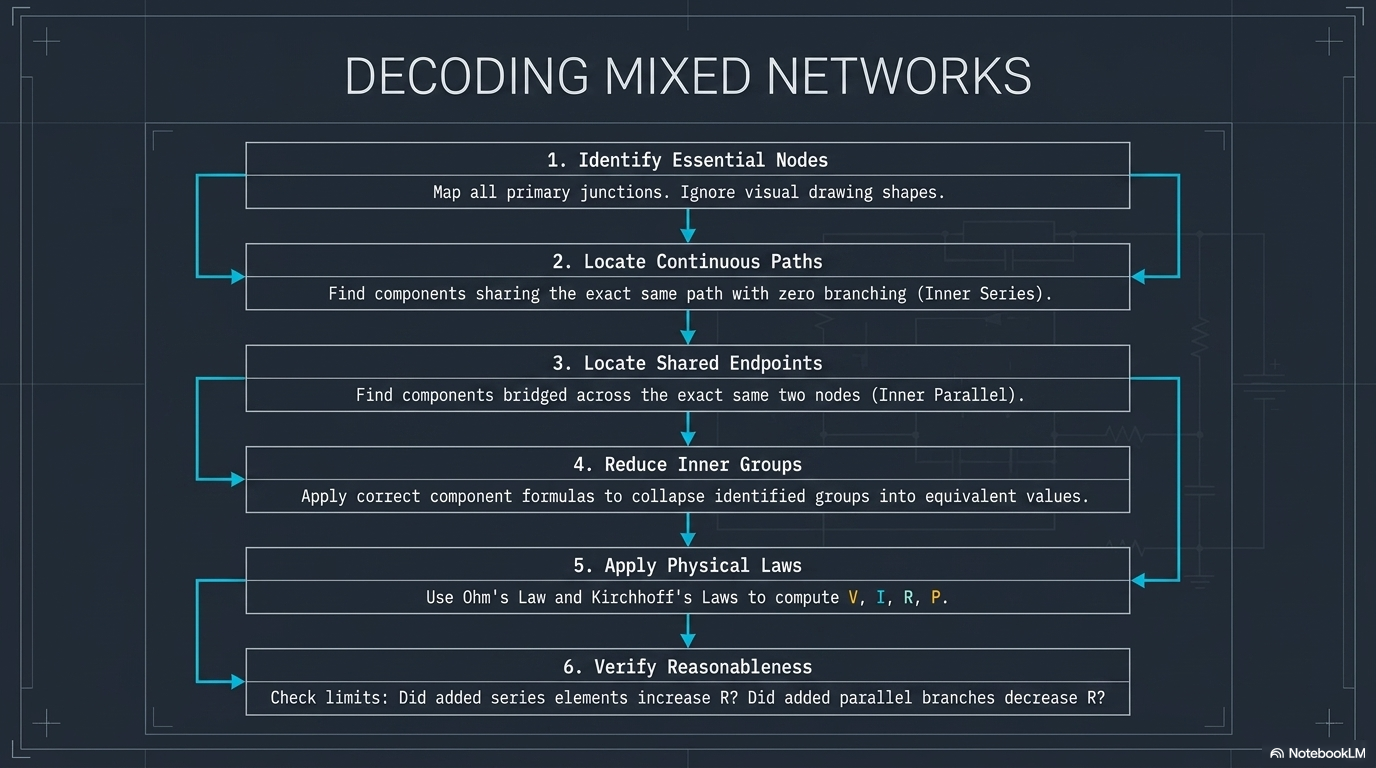 DECODING MIXED NETWORKS
1. Identify Essential Nodes
Map all primary junctions. Ignore visual drawing shapes.
2. Locate Continuous Paths
Find components sharing the exact same path with zero branching (Inner Series).
3. Locate Shared Endpoints
Find components bridged across the exact same two nodes (Inner Parallel).
4. Reduce Inner Groups
Apply correct component formulas to collapse identified groups into equivalent values.
5. Apply Physical Laws
Use Ohm's Law and Kirchhoff's Laws to compute V, I, R, P.
6. Verify Reasonableness
Check limits: Did added series elements increase R? Did added parallel branches decrease R?
NotebookLM